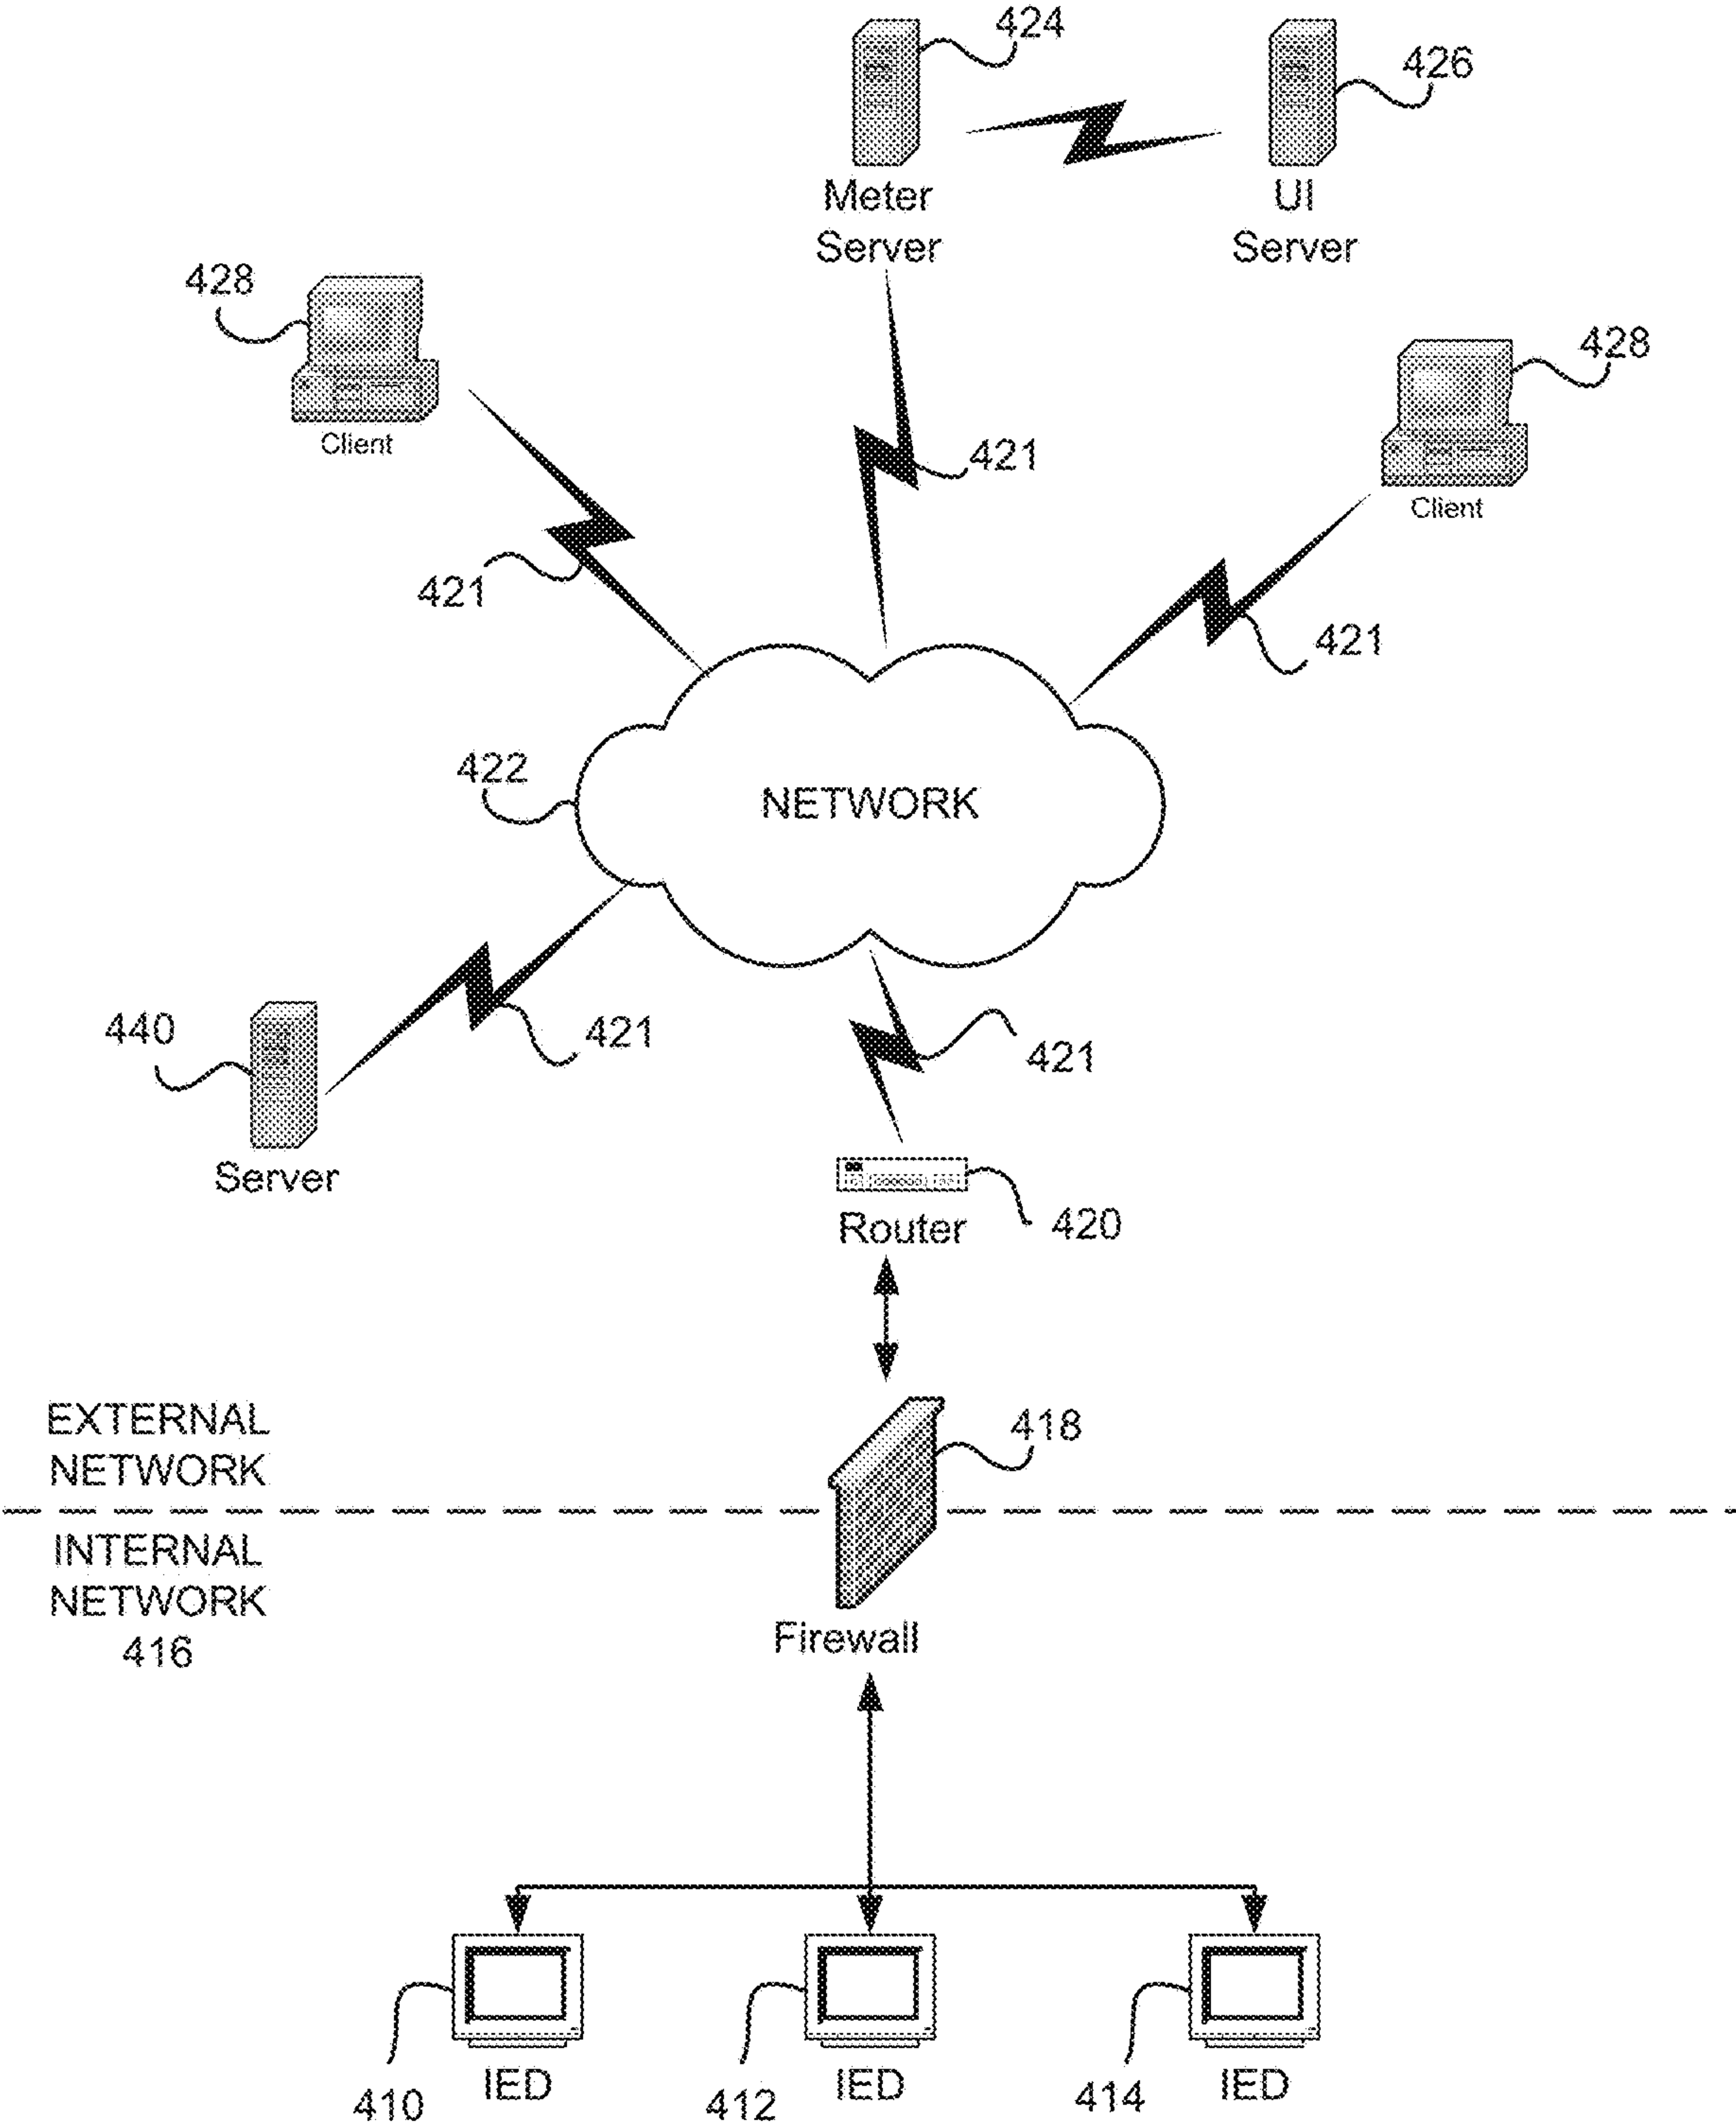 424
426
Meter
Server
UI
Server
428
Client
428
Client
421
421
421
422
NETWORK
440
Server
421
421
Router
420
EXTERNAL
NETWORK
418
INTERNAL
NETWORK
416
Firewall
410
IED
412
IED
414
IED